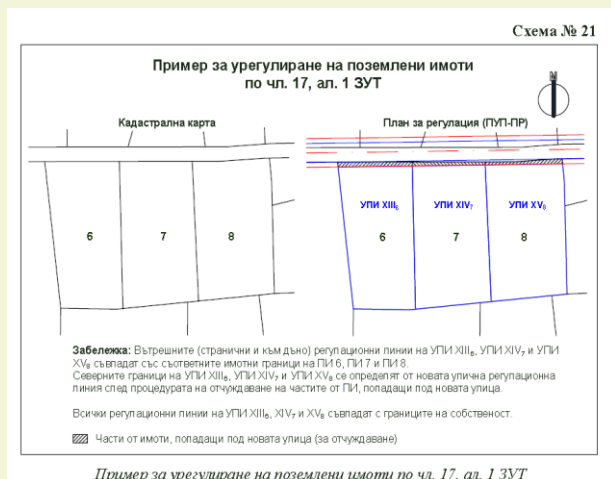 Схема № 21
Пример за урегулиране на поземлени имоти
по чл. 17, ал. 1 ЗУТ
N
Кадастрална карта
План за регулация (ПУП-ПР)
6
7
8
УПИ XIII₆
УПИ XIV₇
УПИ XV₈
6
7
8
Забележка: Вътрешните (странични и към дъно) регулационни линии на УПИ XIII₆, УПИ XIV₇ и УПИ
XV₈ съвпадат със съответните имотни граници на ПИ 6, ПИ 7 и ПИ 8.
Северните граници на УПИ XIII₆, УПИ XIV₇ и УПИ XV₈ се определят от новата улична регулационна
линия след процедурата на отчуждаване на частите от ПИ, попадащи под новата улица.
Всички регулационни линии на УПИ XIII₆, XIV₇ и XV₈ съвпадат с границите на собственост.
Части от имоти, попадащи под новата улица (за отчуждаване)
Пример за урегулиране на поземлени имоти по чл. 17, ал. 1 ЗУТ